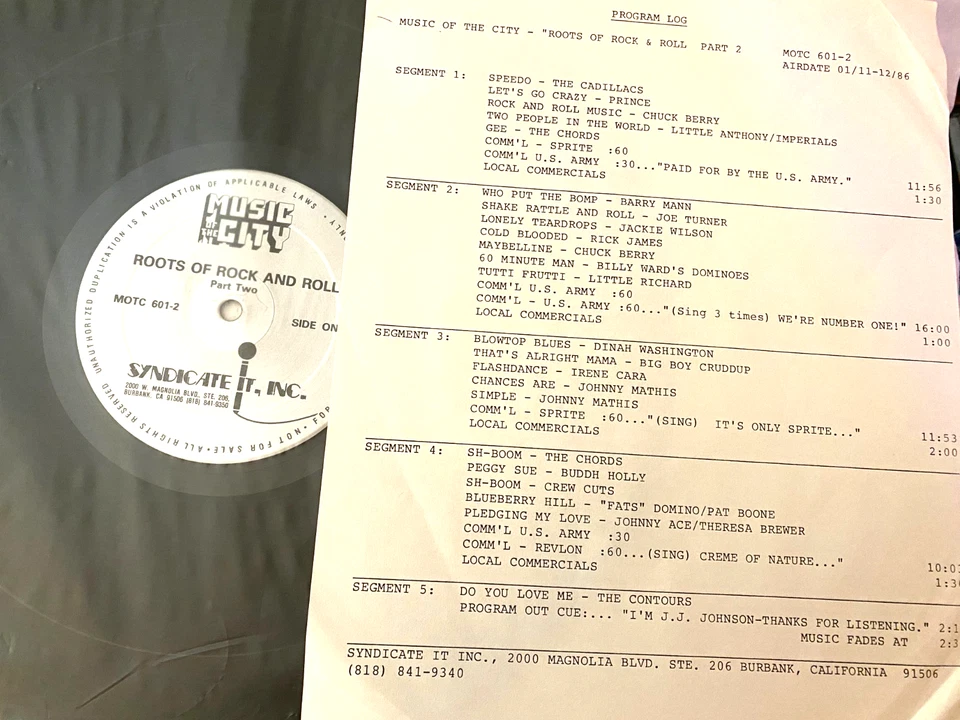 UNAUTHORIZED DUPLICATION IS A VIOLATION OF APPLICABLE LAWS
NOT FOR SALE • ALL RIGHTS RESERVED
MUSIC
OF THE
CITY
ROOTS OF ROCK AND ROLL
Part Two
MOTC 601-2
SIDE ON
SYNDICATE IT, INC.
2000 W. MAGNOLIA BLVD., STE. 206,
BURBANK, CA 91506 (818) 841-9350
PROGRAM LOG
MUSIC OF THE CITY - "ROOTS OF ROCK & ROLL PART 2
MOTC 601-2
AIRDATE 01/11-12/86
SEGMENT 1: SPEEDO - THE CADILLACS
LET'S GO CRAZY - PRINCE
ROCK AND ROLL MUSIC - CHUCK BERRY
TWO PEOPLE IN THE WORLD - LITTLE ANTHONY/IMPERIALS
GEE - THE CHORDS
COMM'L - SPRITE :60
COMM'L U.S. ARMY :30..."PAID FOR BY THE U.S. ARMY." 11:56
LOCAL COMMERCIALS 1:30
SEGMENT 2: WHO PUT THE BOMP - BARRY MANN
SHAKE RATTLE AND ROLL - JOE TURNER
LONELY TEARDROPS - JACKIE WILSON
COLD BLOODED - RICK JAMES
MAYBELLINE - CHUCK BERRY
60 MINUTE MAN - BILLY WARD'S DOMINOES
TUTTI FRUTTI - LITTLE RICHARD
COMM'L U.S. ARMY :60
COMM'L - U.S. ARMY :60..."(Sing 3 times) WE'RE NUMBER ONE!" 16:00
LOCAL COMMERCIALS 1:00
SEGMENT 3: BLOWTOP BLUES - DINAH WASHINGTON
THAT'S ALRIGHT MAMA - BIG BOY CRUDDUP
FLASHDANCE - IRENE CARA
CHANCES ARE - JOHNNY MATHIS
SIMPLE - JOHNNY MATHIS
COMM'L - SPRITE :60..."(SING) IT'S ONLY SPRITE..." 11:53
LOCAL COMMERCIALS 2:00
SEGMENT 4: SH-BOOM - THE CHORDS
PEGGY SUE - BUDDH HOLLY
SH-BOOM - CREW CUTS
BLUEBERRY HILL - "FATS" DOMINO/PAT BOONE
PLEDGING MY LOVE - JOHNNY ACE/THERESA BREWER
COMM'L U.S. ARMY :30
COMM'L - REVLON :60...(SING) CREME OF NATURE..." 10:0
LOCAL COMMERCIALS 1:3
SEGMENT 5: DO YOU LOVE ME - THE CONTOURS
PROGRAM OUT CUE:... "I'M J.J. JOHNSON-THANKS FOR LISTENING." 2:1
MUSIC FADES AT 2:3
SYNDICATE IT INC., 2000 MAGNOLIA BLVD. STE. 206 BURBANK, CALIFORNIA 91506
(818) 841-9340